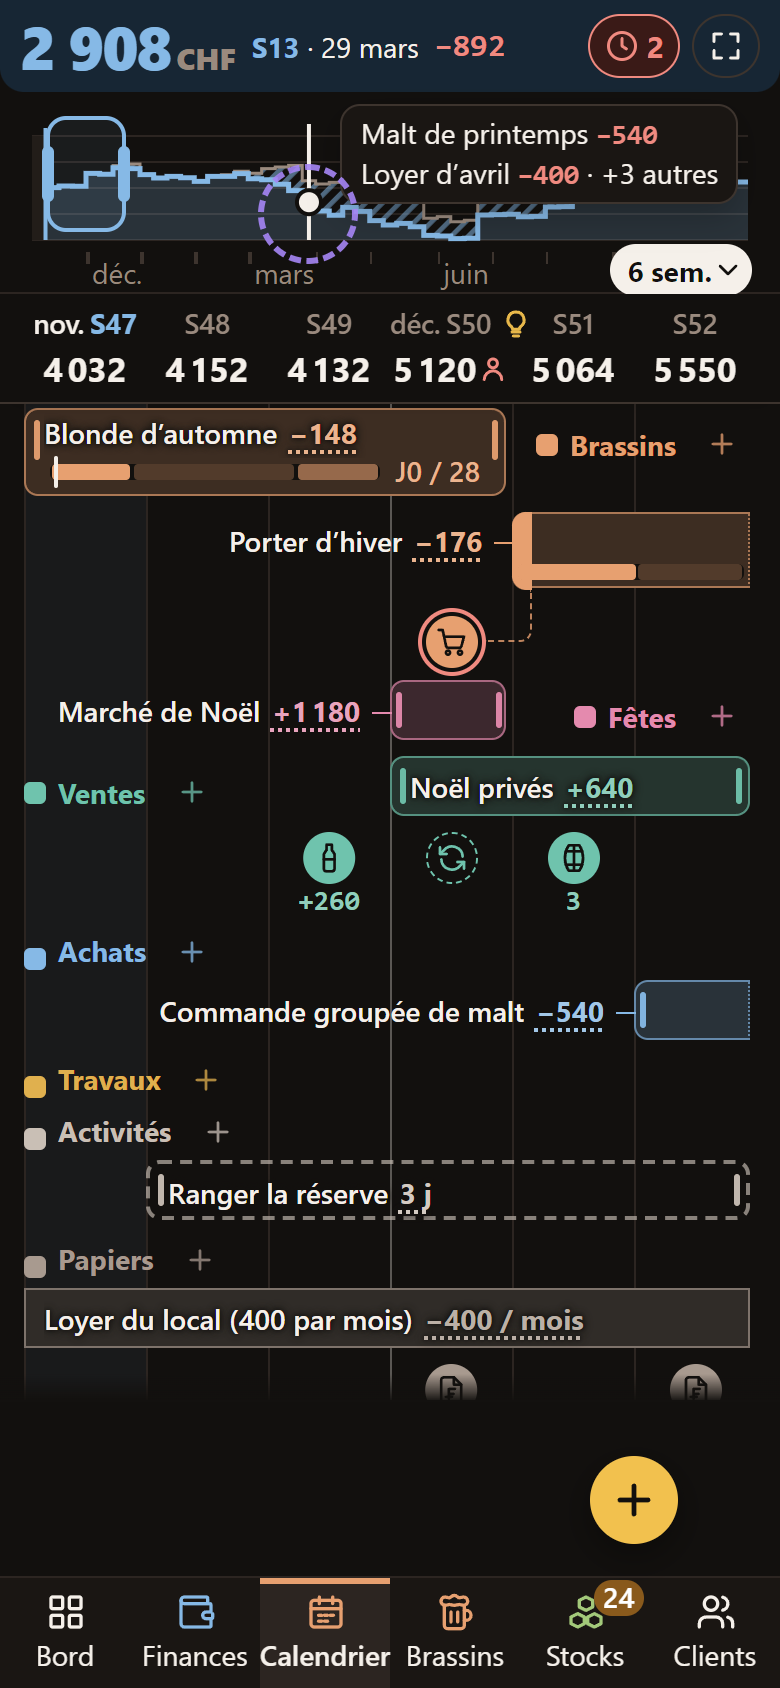 2 908 CHF S13 · 29 mars −892 2
Malt de printemps −540
Loyer d’avril −400 · +3 autres
déc. mars juin 6 sem.
nov. S47 S48 S49 déc. S50 S51 S52
4 032 4 152 4 132 5 120 5 064 5 550
Blonde d’automne −148
J0 / 28
Brassins +
Porter d’hiver −176
Marché de Noël +1 180
Fêtes +
Ventes +
Noël privés +640
+260 3
Achats +
Commande groupée de malt −540
Travaux +
Activités +
Ranger la réserve 3 j
Papiers +
Loyer du local (400 par mois) −400 / mois
+
24
Bord Finances Calendrier Brassins Stocks Clients